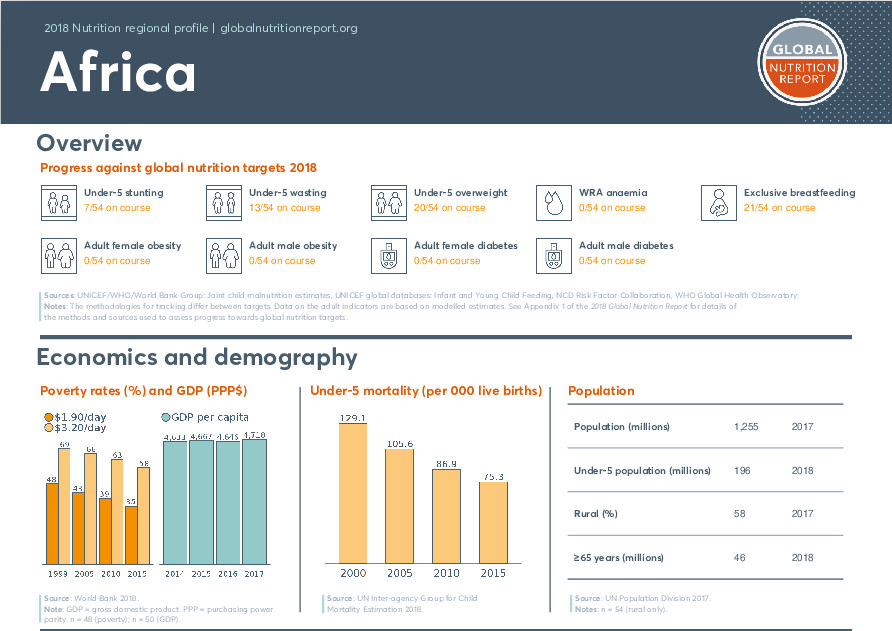 2018 Nutrition regional profile | globalnutritionreport.org
Africa
GLOBAL
NUTRITION
REPORT
Overview
Progress against global nutrition targets 2018
Under-5 stunting
7/54 on course
Under-5 wasting
13/54 on course
Under-5 overweight
20/54 on course
WRA anaemia
0/54 on course
Exclusive breastfeeding
21/54 on course
Adult female obesity
0/54 on course
Adult male obesity
0/54 on course
Adult female diabetes
0/54 on course
Adult male diabetes
0/54 on course
Sources: UNICEF/WHO/World Bank Group: Joint child malnutrition estimates, UNICEF global databases: Infant and Young Child Feeding, NCD Risk Factor Collaboration, WHO Global Health Observatory.
Notes: The methodologies for tracking differ between targets. Data on the adult indicators are based on modelled estimates. See Appendix 1 of the 2018 Global Nutrition Report for details of
the methods and sources used to assess progress towards global nutrition targets.
Economics and demography
Poverty rates (%) and GDP (PPP$)
$1.90/day
$3.20/day
GDP per capita
48 69 43 66 39 63 35 58
4,633 4,667 4,646 4,718
1999 2005 2010 2015
2014 2015 2016 2017
Source: World Bank 2018.
Note: GDP = gross domestic product. PPP = purchasing power
parity. n = 48 (poverty); n = 50 (GDP).
Under-5 mortality (per 000 live births)
129.1
105.6
86.9
75.3
2000 2005 2010 2015
Source: UN Inter-agency Group for Child
Mortality Estimation 2018.
Population
Population (millions) 1,255 2017
Under-5 population (millions) 196 2018
Rural (%) 58 2017
≥65 years (millions) 46 2018
Source: UN Population Division 2017.
Notes: n = 54 (rural only).